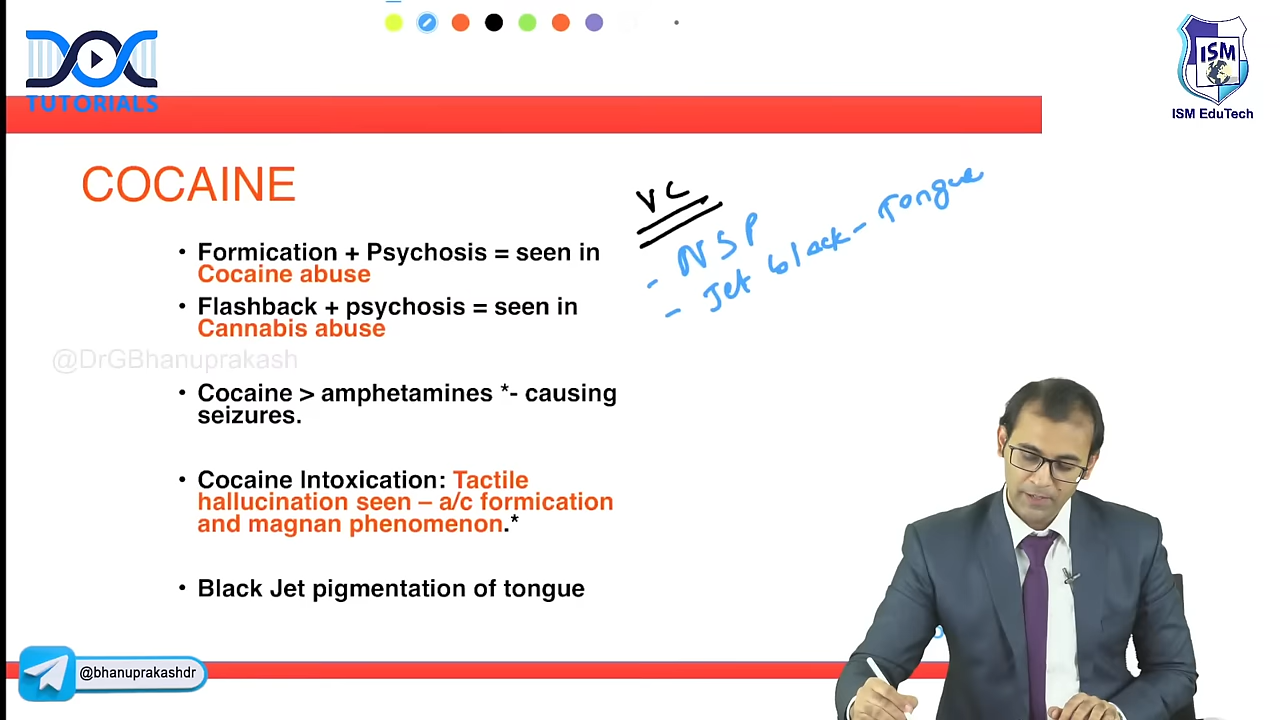 DOC
TUTORIALS
ISM
ISM EduTech
COCAINE
• Formication + Psychosis = seen in
Cocaine abuse
• Flashback + psychosis = seen in
Cannabis abuse
@DrGBhanuprakash
• Cocaine > amphetamines *- causing
seizures.
• Cocaine Intoxication: Tactile
hallucination seen – a/c formication
and magnan phenomenon.*
• Black Jet pigmentation of tongue
VC
- NSP
- Jet black - Tongue
@bhanuprakashdr